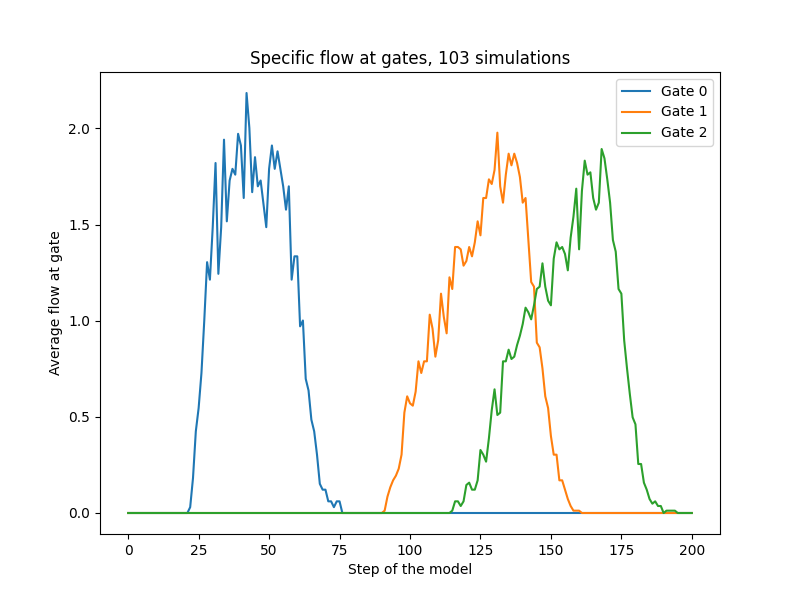 Specific flow at gates, 103 simulations
Gate 0
Gate 1
Gate 2
Average flow at gate
2.0
1.5
1.0
0.5
0.0
0 25 50 75 100 125 150 175 200
Step of the model